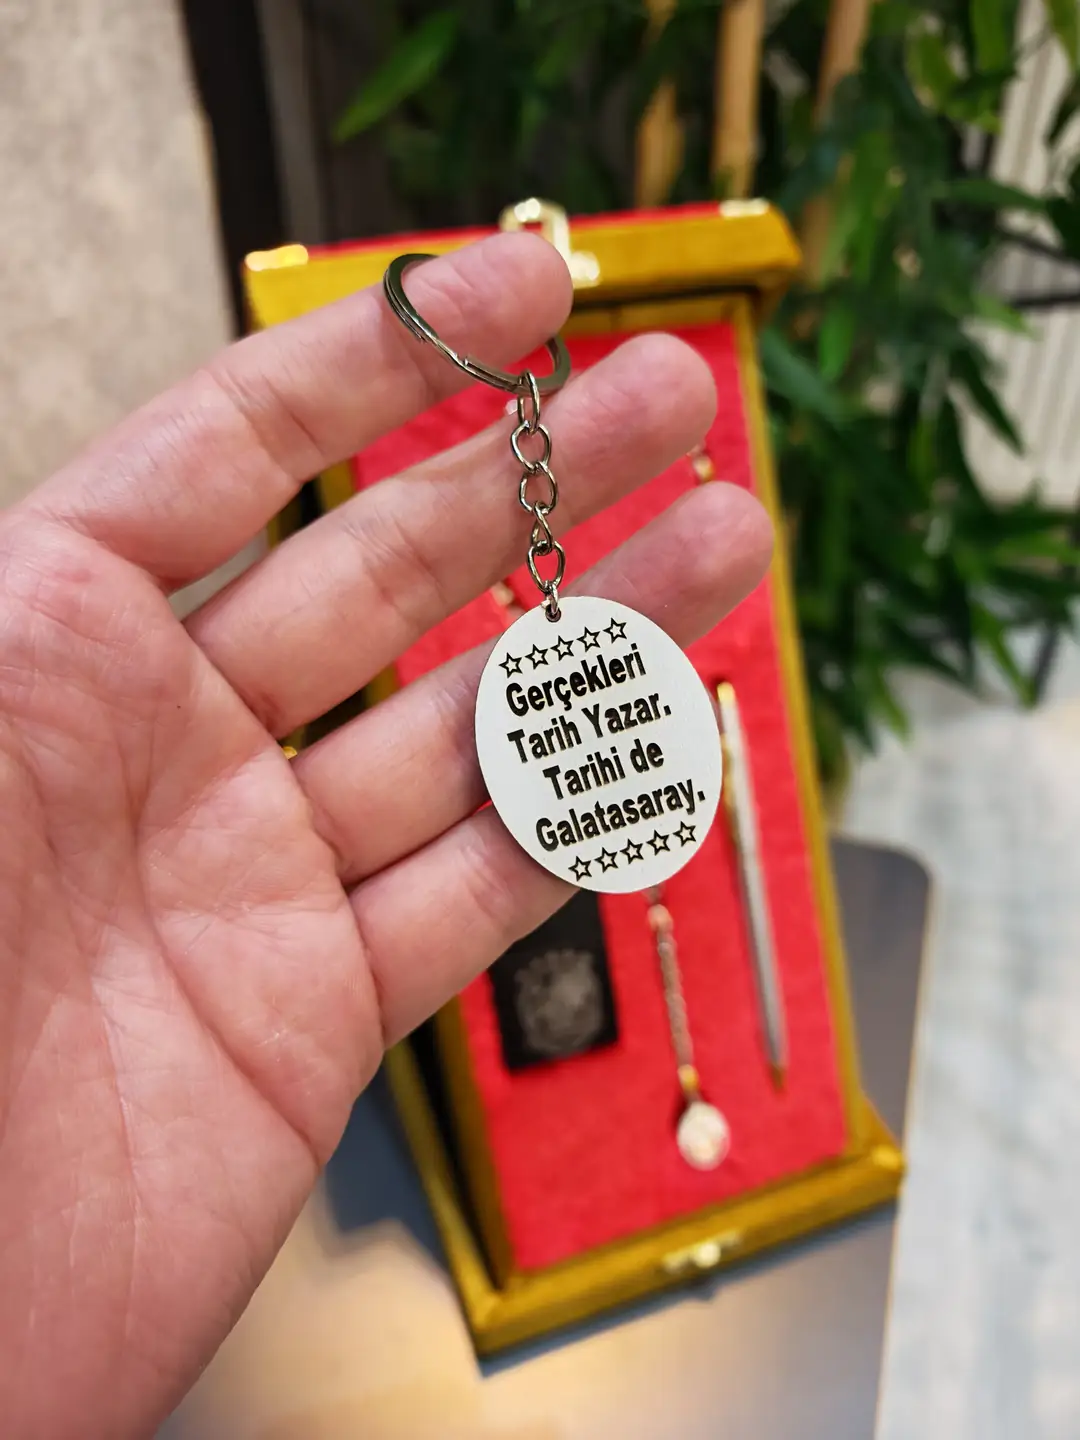 Gerçekleri
Tarih Yazar.
Tarihi de
Galatasaray.